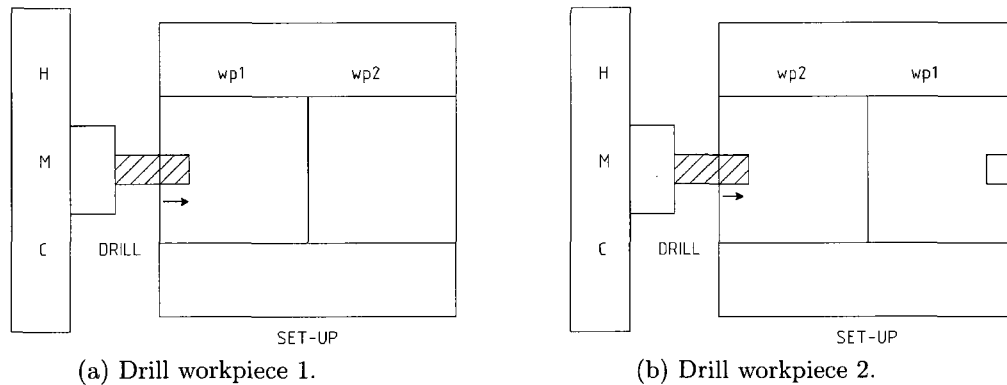 H
M
C
DRILL
wp1
wp2
SET-UP
(a) Drill workpiece 1.
H
M
C
DRILL
wp2
wp1
SET-UP
(b) Drill workpiece 2.